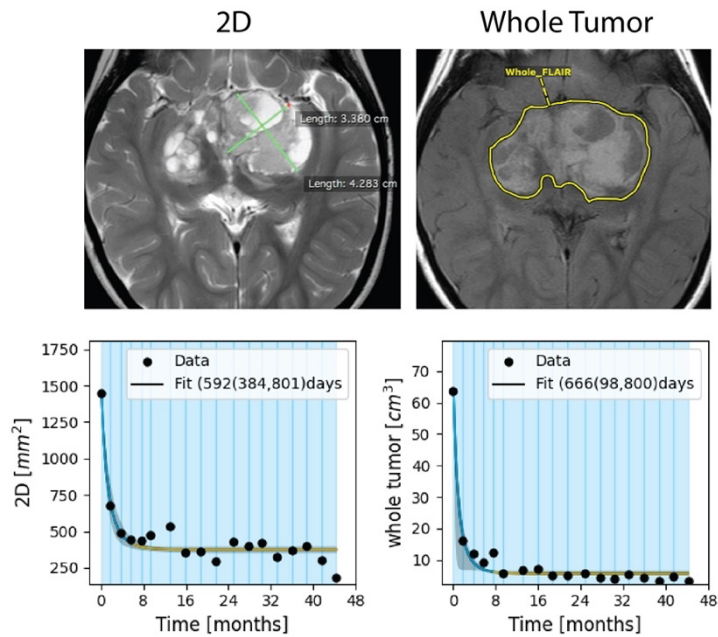 2D
Whole Tumor
Length: 3.380 cm
Length: 4.283 cm
Whole_FLAIR
1750
1500
1250
1000
750
500
250
2D [mm²]
Data
Fit (592(384,801)days
0 8 16 24 32 40 48
Time [months]
70
60
50
40
30
20
10
whole tumor [cm³]
Data
Fit (666(98,800)days
0 8 16 24 32 40 48
Time [months]